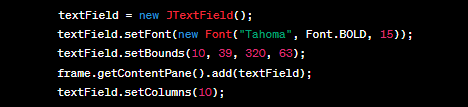 textField = new JTextField();
textField.setFont(new Font("Tahoma", Font.BOLD, 15));
textField.setBounds(10, 39, 320, 63);
frame.getContentPane().add(textField);
textField.setColumns(10);